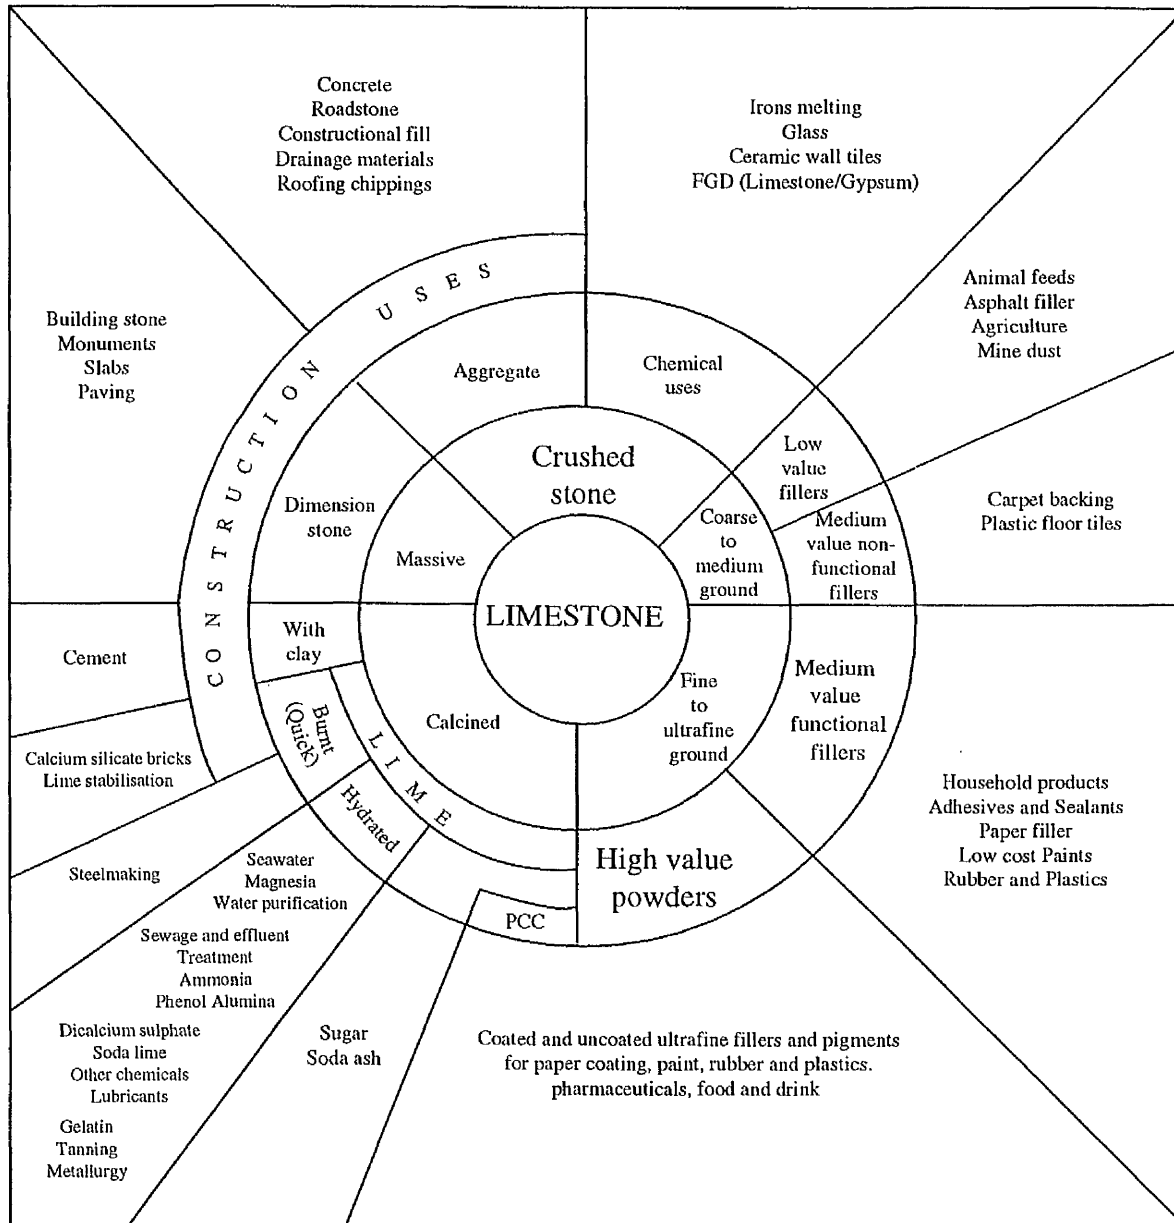 Concrete
Roadstone
Constructional fill
Drainage materials
Roofing chippings
Irons melting
Glass
Ceramic wall tiles
FGD (Limestone/Gypsum)
Building stone
Monuments
Slabs
Paving
Animal feeds
Asphalt filler
Agriculture
Mine dust
CONSTRUCTION USES
Aggregate
Chemical
uses
Low
value
fillers
Carpet backing
Plastic floor tiles
Dimension
stone
Massive
Crushed
stone
Coarse
to
medium
ground
Medium
value non-
functional
fillers
LIMESTONE
Cement
With
clay
Calcium silicate bricks
Lime stabilisation
Burnt
(Quick)
LIME
Calcined
Fine
to
ultrafine
ground
Medium
value
functional
fillers
Hydrated
Household products
Adhesives and Sealants
Paper filler
Low cost Paints
Rubber and Plastics
Steelmaking
Seawater
Magnesia
Water purification
High value
powders
PCC
Sewage and effluent
Treatment
Ammonia
Phenol Alumina
Dicalcium sulphate
Soda lime
Other chemicals
Lubricants
Gelatin
Tanning
Metallurgy
Sugar
Soda ash
Coated and uncoated ultrafine fillers and pigments
for paper coating, paint, rubber and plastics.
pharmaceuticals, food and drink